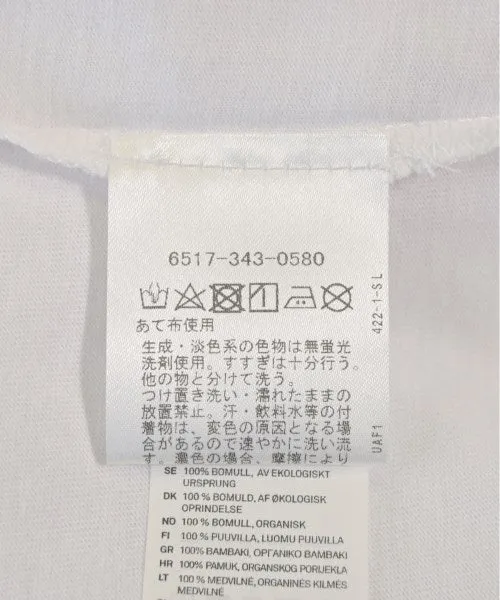 6517-343-0580
あて布使用
生成・淡色系の色物は無蛍光
洗剤使用。すすぎは十分行う。
他の物と分けて洗う。
つけ置き洗い・濡れたままの
放置禁止。汗・飲料水等の付
着物は、変色の原因となる場
合があるので速やかに洗い流
す。濃色の場合、摩擦により
422-1-SL
UAF1
SE 100% BOMULL, AV EKOLOGISKT
URSPRUNG
DK 100 % BOMULD, AF ØKOLOGISK
OPRINDELSE
NO 100 % BOMULL, ORGANISK
FI 100 % PUUVILLA, LUOMU PUUVILLA
GR 100% ΒΑΜΒΑΚΙ, ΟΡΓΑΝΙΚΟ ΒΑΜΒΑΚΙ
HR 100% PAMUK, ORGANSKOG PORIJEKLA
LT 100 % MEDVILNĖ, ORGANINĖS KILMĖS
MEDVILNĖ